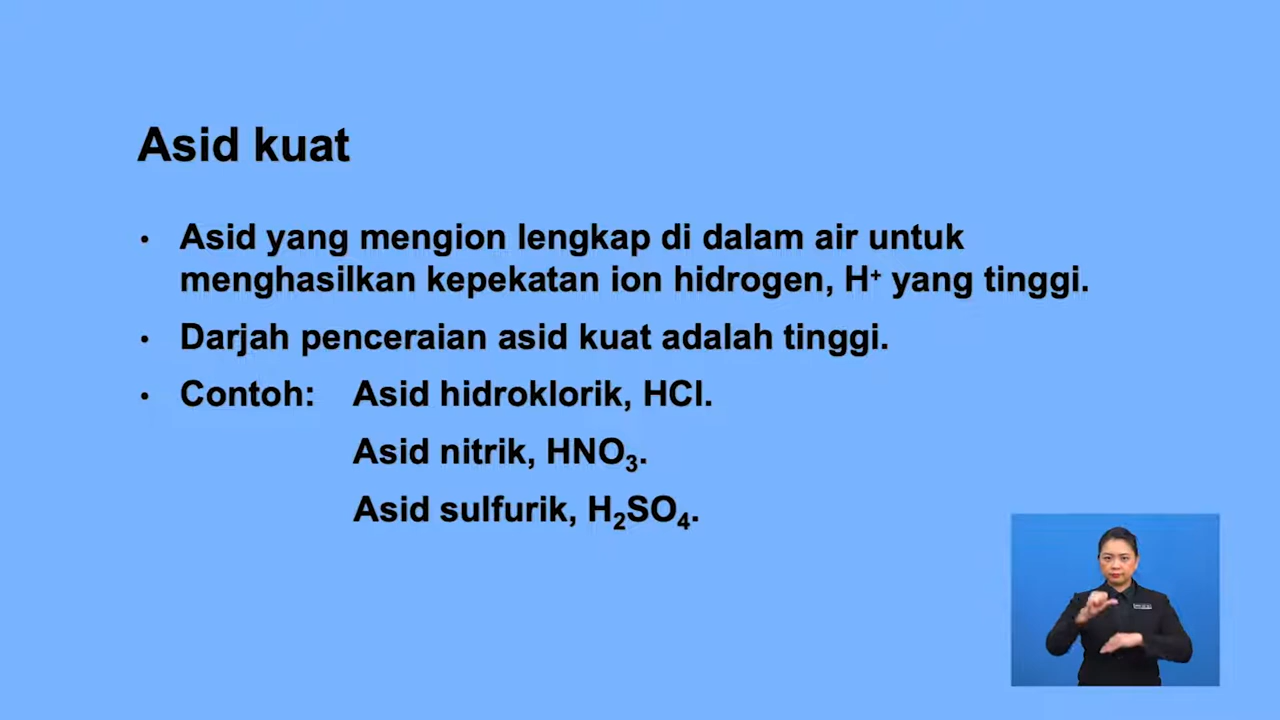 Asid kuat
• Asid yang mengion lengkap di dalam air untuk
menghasilkan kepekatan ion hidrogen, H⁺ yang tinggi.
• Darjah penceraian asid kuat adalah tinggi.
• Contoh: Asid hidroklorik, HCl.
Asid nitrik, HNO₃.
Asid sulfurik, H₂SO₄.